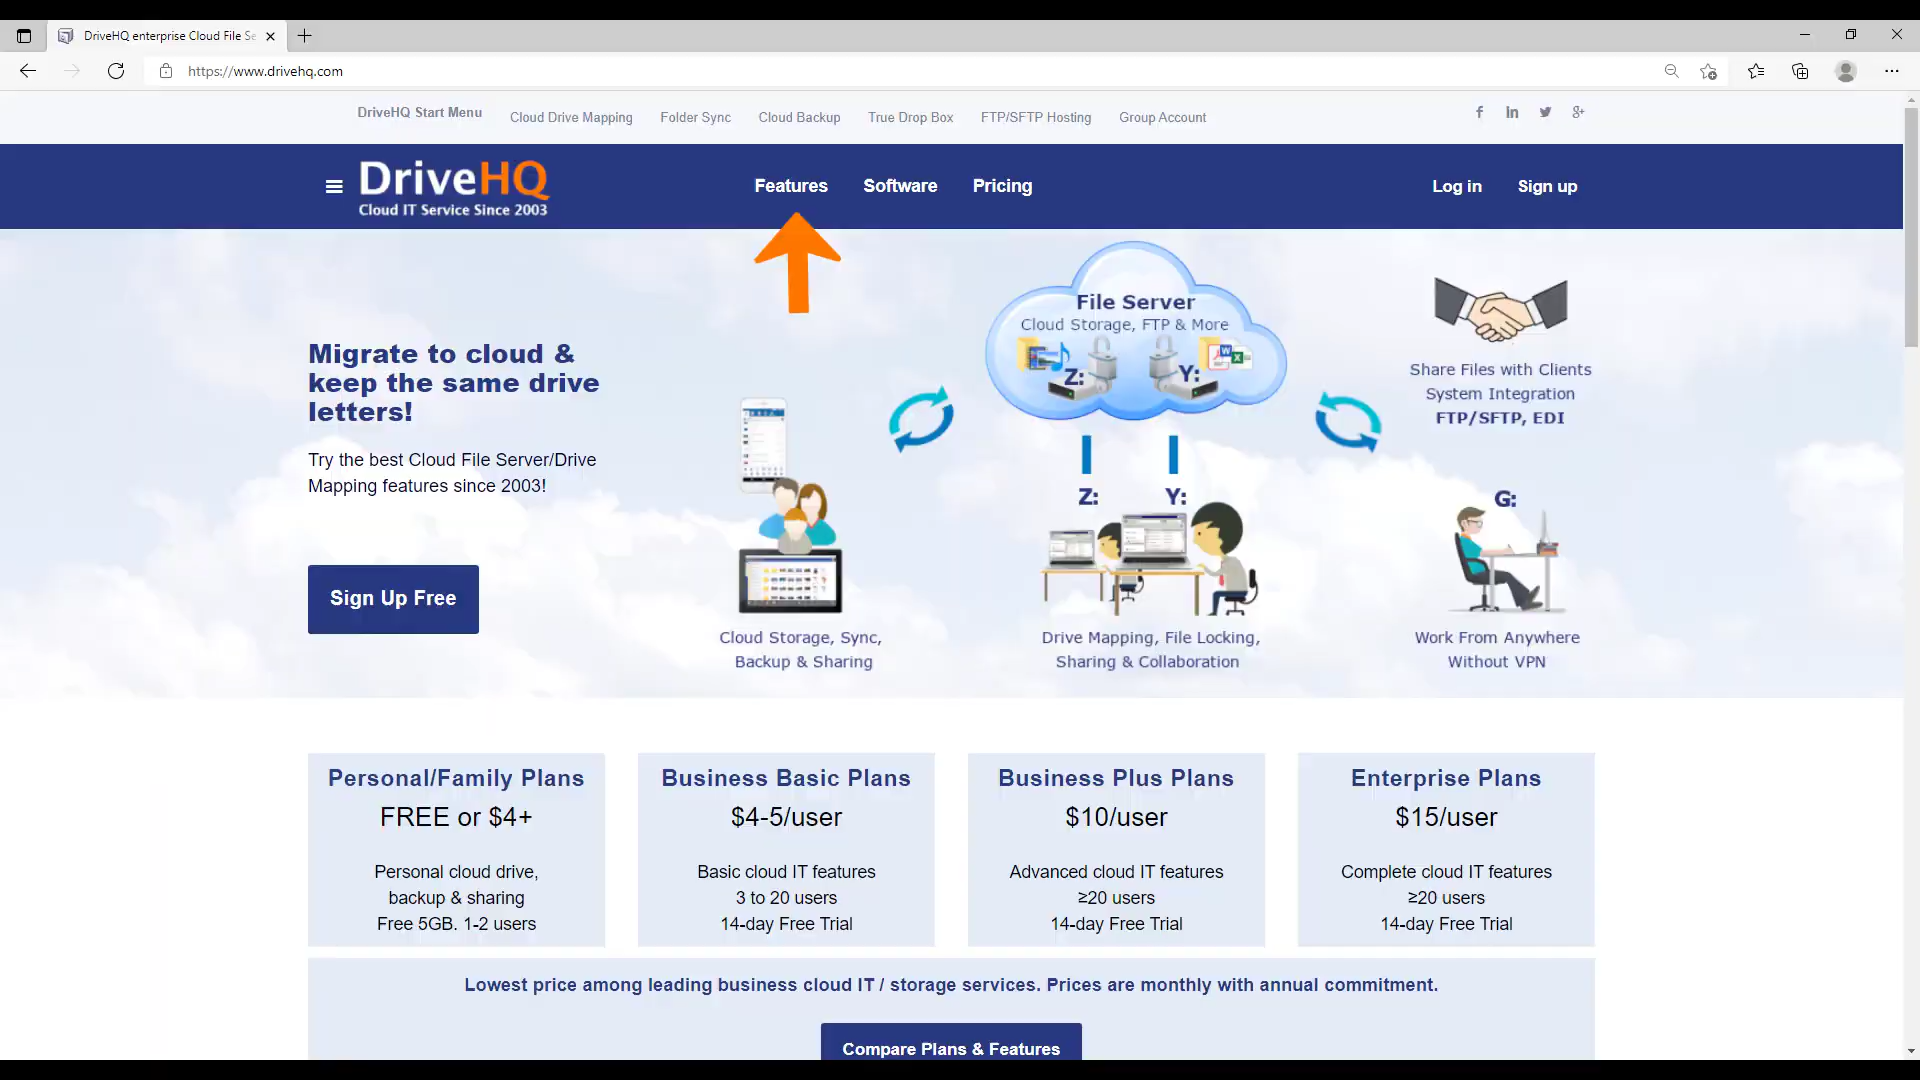 DriveHQ enterprise Cloud File Se
https://www.drivehq.com
DriveHQ Start Menu
Cloud Drive Mapping
Folder Sync
Cloud Backup
True Drop Box
FTP/SFTP Hosting
Group Account
DriveHQ
Cloud IT Service Since 2003
Features
Software
Pricing
Log in
Sign up
Migrate to cloud &
keep the same drive
letters!
Try the best Cloud File Server/Drive
Mapping features since 2003!
Sign Up Free
File Server
Cloud Storage, FTP & More
Z:
Y:
Z:
Y:
Share Files with Clients
System Integration
FTP/SFTP, EDI
G:
Cloud Storage, Sync,
Backup & Sharing
Drive Mapping, File Locking,
Sharing & Collaboration
Work From Anywhere
Without VPN
Personal/Family Plans
FREE or $4+
Personal cloud drive,
backup & sharing
Free 5GB. 1-2 users
Business Basic Plans
$4-5/user
Basic cloud IT features
3 to 20 users
14-day Free Trial
Business Plus Plans
$10/user
Advanced cloud IT features
≥20 users
14-day Free Trial
Enterprise Plans
$15/user
Complete cloud IT features
≥20 users
14-day Free Trial
Lowest price among leading business cloud IT / storage services. Prices are monthly with annual commitment.
Compare Plans & Features